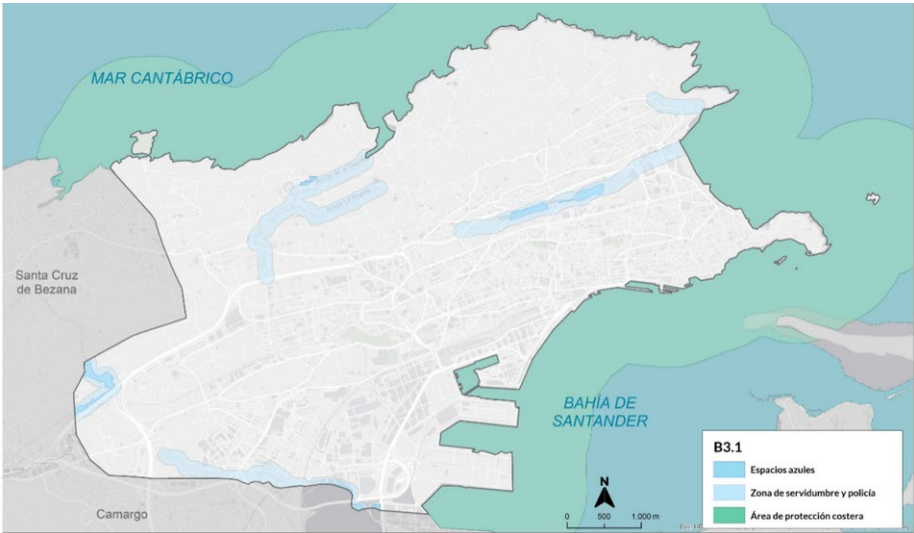 MAR CANTÁBRICO
Santa Cruz
de Bezana
BAHÍA DE
SANTANDER
Camargo
N
0 500 1.000 m
B3.1
Espacios azules
Zona de servidumbre y policía
Área de protección costera